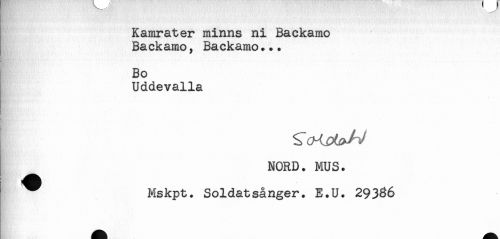 Kamrater minns ni Backamo
Backamo, Backamo...
Bo
Uddevalla
Soldat
NORD. MUS.
Mskpt. Soldatsånger. E.U. 29386